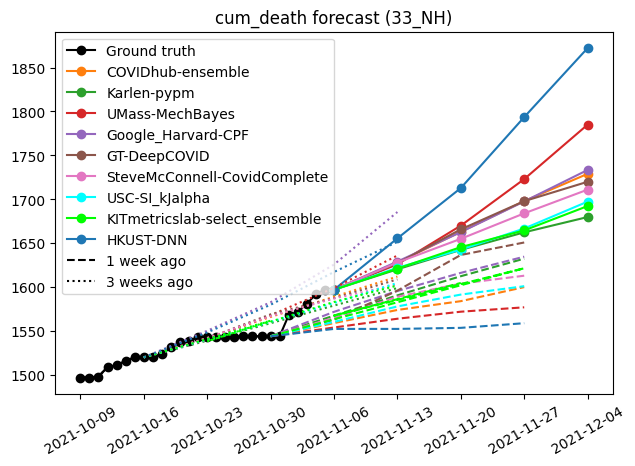 cum_death forecast (33_NH)
1850
1800
1750
1700
1650
1600
1550
1500
Ground truth
COVIDhub-ensemble
Karlen-pypm
UMass-MechBayes
Google_Harvard-CPF
GT-DeepCOVID
SteveMcConnell-CovidComplete
USC-SI_kJalpha
KITmetricslab-select_ensemble
HKUST-DNN
1 week ago
3 weeks ago
2021-10-09
2021-10-16
2021-10-23
2021-10-30
2021-11-06
2021-11-13
2021-11-20
2021-11-27
2021-12-04